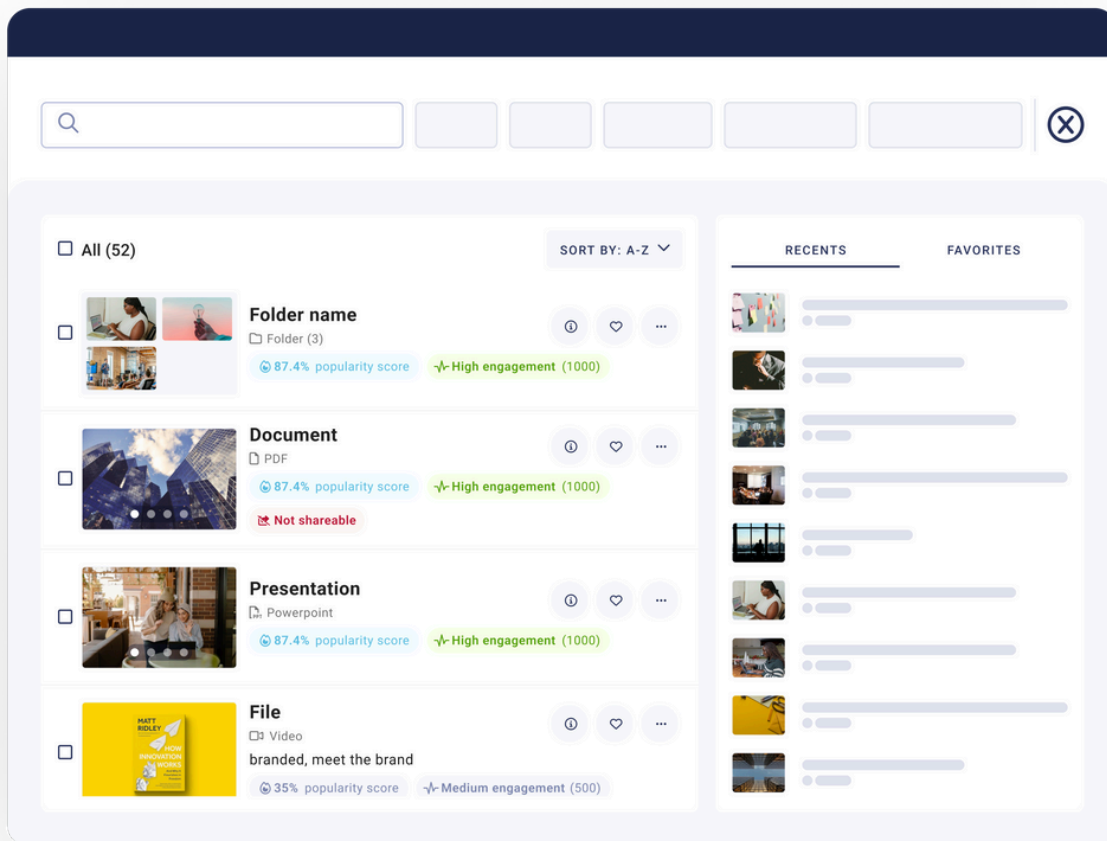 All (52)
SORT BY: A-Z
Folder name
Folder (3)
87.4% popularity score
High engagement (1000)
Document
PDF
87.4% popularity score
High engagement (1000)
Not shareable
Presentation
Powerpoint
87.4% popularity score
High engagement (1000)
File
Video
branded, meet the brand
35% popularity score
Medium engagement (500)
MATT
RIDLEY
HOW
INNOVATION
WORKS
RECENTS
FAVORITES